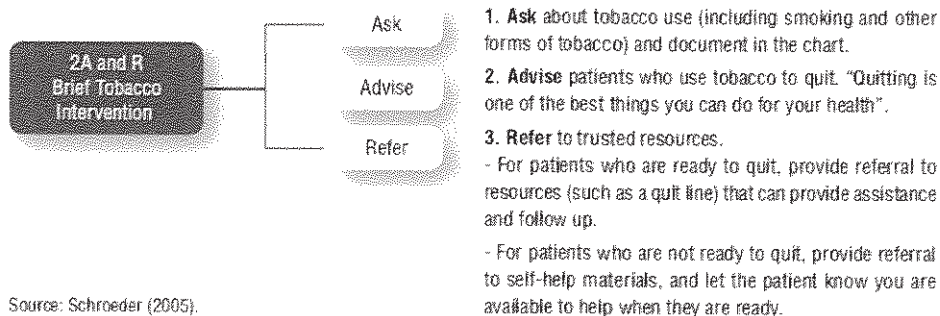 2A and R
Brief Tobacco
Intervention
Ask
Advise
Refer
1. Ask about tobacco use (including smoking and other
forms of tobacco) and document in the chart.
2. Advise patients who use tobacco to quit. "Quitting is
one of the best things you can do for your health".
3. Refer to trusted resources.
- For patients who are ready to quit, provide referral to
resources (such as a quit line) that can provide assistance
and follow up.
- For patients who are not ready to quit, provide referral
to self-help materials, and let the patient know you are
available to help when they are ready.
Source: Schroeder (2005).